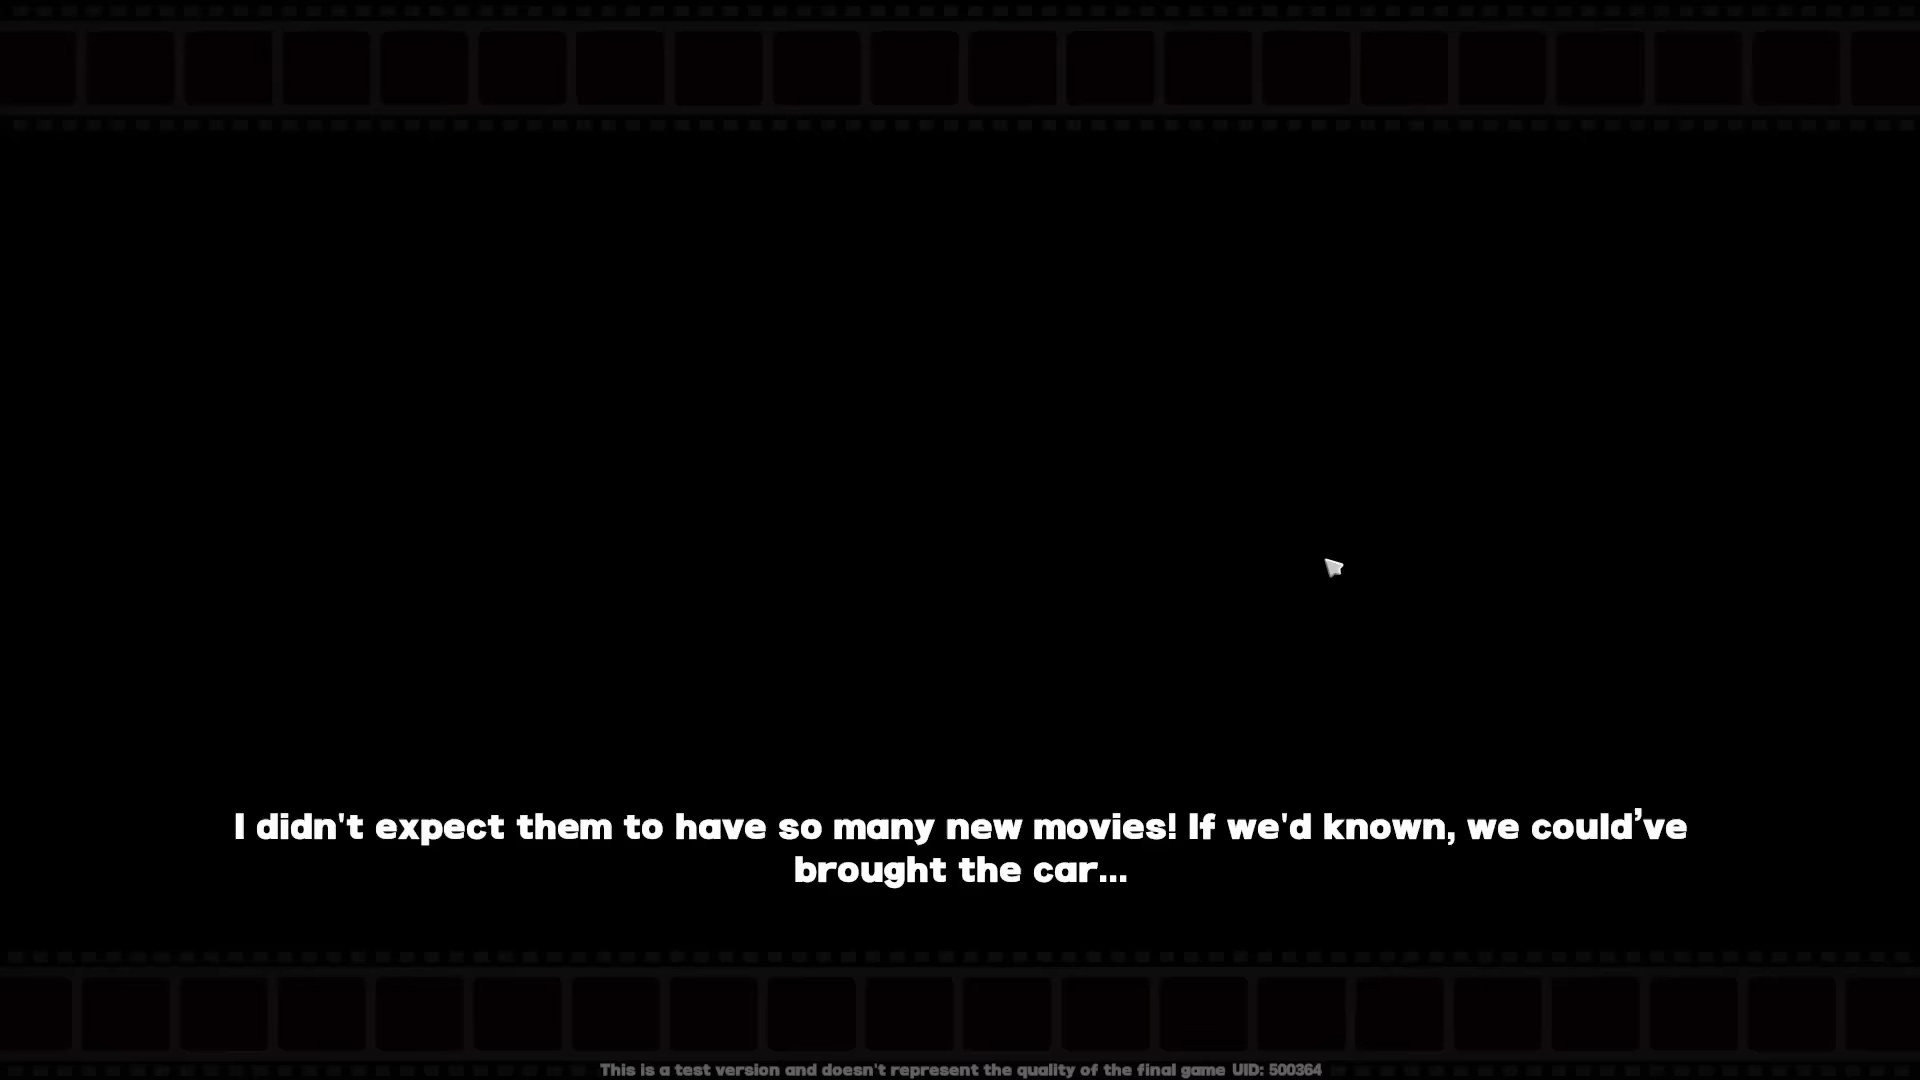 I didn't expect them to have so many new movies! If we'd known, we could’ve
brought the car...
This is a test version and doesn't represent the quality of the final game UID: 500364